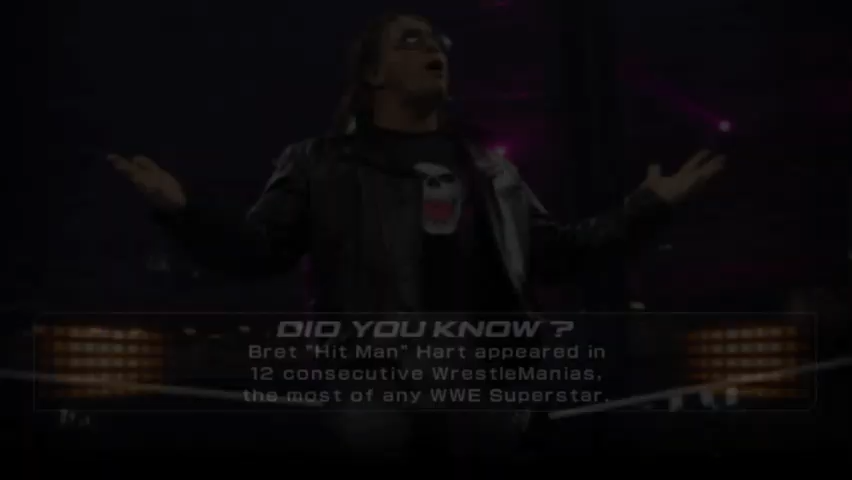 DID YOU KNOW ?
Bret "Hit Man" Hart appeared in
12 consecutive WrestleManias,
the most of any WWE Superstar.